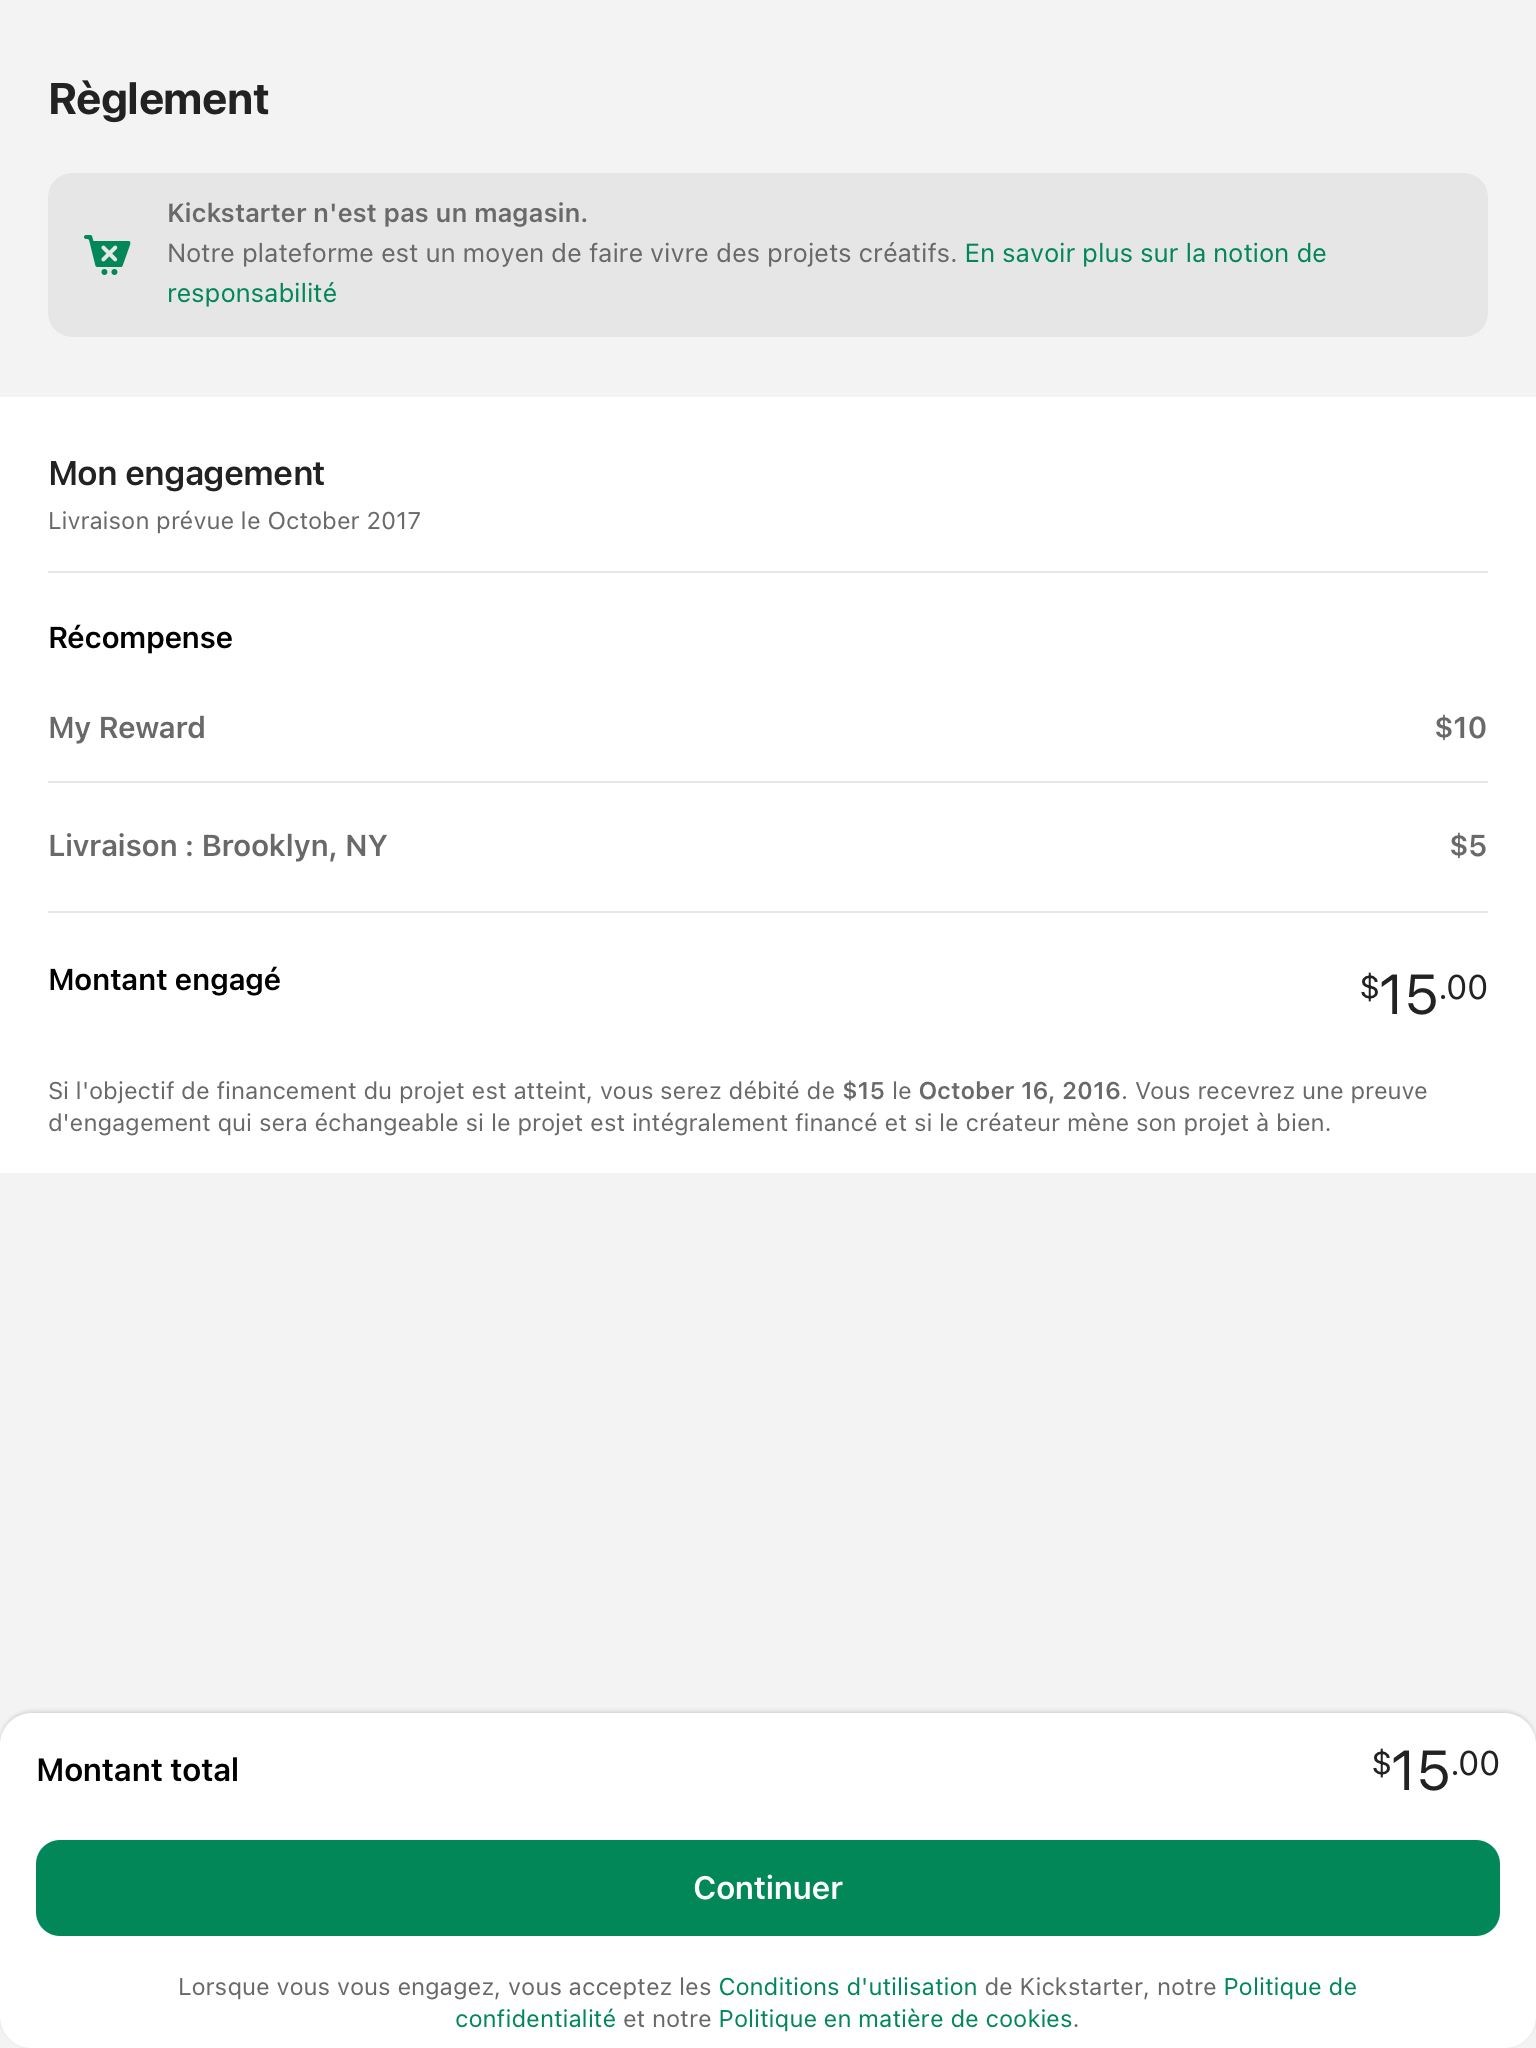 Règlement
Kickstarter n'est pas un magasin.
Notre plateforme est un moyen de faire vivre des projets créatifs. En savoir plus sur la notion de
responsabilité
Mon engagement
Livraison prévue le October 2017
Récompense
My Reward $10
Livraison : Brooklyn, NY $5
Montant engagé $15.00
Si l'objectif de financement du projet est atteint, vous serez débité de $15 le October 16, 2016. Vous recevrez une preuve
d'engagement qui sera échangeable si le projet est intégralement financé et si le créateur mène son projet à bien.
Montant total $15.00
Continuer
Lorsque vous vous engagez, vous acceptez les Conditions d'utilisation de Kickstarter, notre Politique de
confidentialité et notre Politique en matière de cookies.